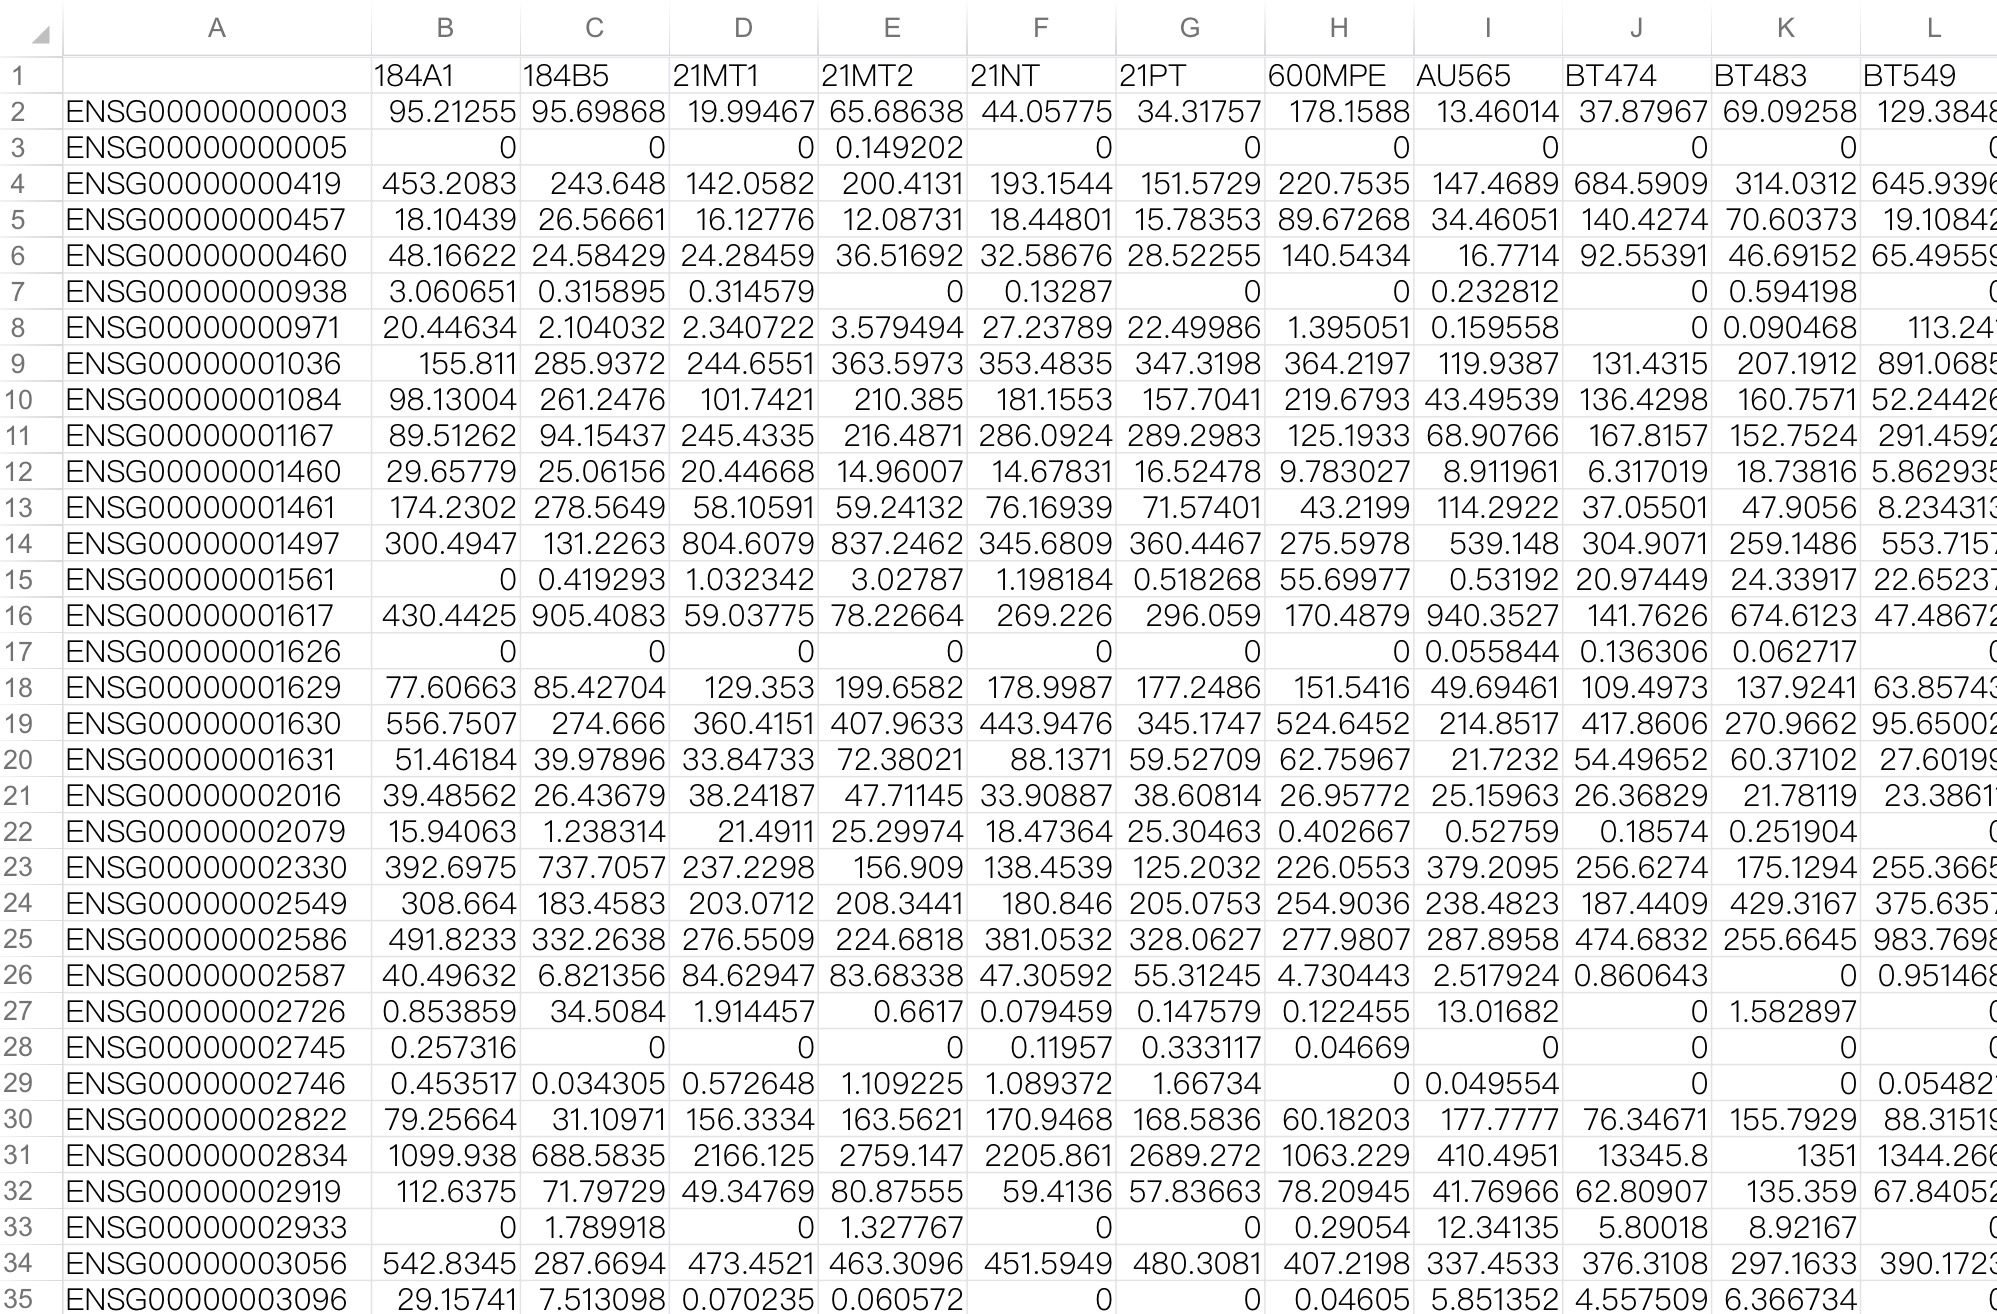 A B C D E F G H I J K L
1 184A1 184B5 21MT1 21MT2 21NT 21PT 600MPE AU565 BT474 BT483 BT549
2 ENSG00000000003 95.21255 95.69868 19.99467 65.68638 44.05775 34.31757 178.1588 13.46014 37.87967 69.09258 129.3848
3 ENSG00000000005 0 0 0 0.149202 0 0 0 0 0 0 0
4 ENSG00000000419 453.2083 243.648 142.0582 200.4131 193.1544 151.5729 220.7535 147.4689 684.5909 314.0312 645.9396
5 ENSG00000000457 18.10439 26.56661 16.12776 12.08731 18.44801 15.78353 89.67268 34.46051 140.4274 70.60373 19.10842
6 ENSG00000000460 48.16622 24.58429 24.28459 36.51692 32.58676 28.52255 140.5434 16.7714 92.55391 46.69152 65.49559
7 ENSG00000000938 3.060651 0.315895 0.314579 0 0.13287 0 0 0.232812 0 0.594198 0
8 ENSG00000000971 20.44634 2.104032 2.340722 3.579494 27.23789 22.49986 1.395051 0.159558 0 0.090468 113.241
9 ENSG00000001036 155.811 285.9372 244.6551 363.5973 353.4835 347.3198 364.2197 119.9387 131.4315 207.1912 891.0685
10 ENSG00000001084 98.13004 261.2476 101.7421 210.385 181.1553 157.7041 219.6793 43.49539 136.4298 160.7571 52.24426
11 ENSG00000001167 89.51262 94.15437 245.4335 216.4871 286.0924 289.2983 125.1933 68.90766 167.8157 152.7524 291.4592
12 ENSG00000001460 29.65779 25.06156 20.44668 14.96007 14.67831 16.52478 9.783027 8.911961 6.317019 18.73816 5.862935
13 ENSG00000001461 174.2302 278.5649 58.10591 59.24132 76.16939 71.57401 43.2199 114.2922 37.05501 47.9056 8.234313
14 ENSG00000001497 300.4947 131.2263 804.6079 837.2462 345.6809 360.4467 275.5978 539.148 304.9071 259.1486 553.7157
15 ENSG00000001561 0 0.419293 1.032342 3.02787 1.198184 0.518268 55.69977 0.53192 20.97449 24.33917 22.65237
16 ENSG00000001617 430.4425 905.4083 59.03775 78.22664 269.226 296.059 170.4879 940.3527 141.7626 674.6123 47.48672
17 ENSG00000001626 0 0 0 0 0 0 0 0.055844 0.136306 0.062717 0
18 ENSG00000001629 77.60663 85.42704 129.353 199.6582 178.9987 177.2486 151.5416 49.69461 109.4973 137.9241 63.85743
19 ENSG00000001630 556.7507 274.666 360.4151 407.9633 443.9476 345.1747 524.6452 214.8517 417.8606 270.9662 95.65002
20 ENSG00000001631 51.46184 39.97896 33.84733 72.38021 88.1371 59.52709 62.75967 21.7232 54.49652 60.37102 27.60199
21 ENSG00000002016 39.48562 26.43679 38.24187 47.71145 33.90887 38.60814 26.95772 25.15963 26.36829 21.78119 23.38611
22 ENSG00000002079 15.94063 1.238314 21.4911 25.29974 18.47364 25.30463 0.402667 0.52759 0.18574 0.251904 0
23 ENSG00000002330 392.6975 737.7057 237.2298 156.909 138.4539 125.2032 226.0553 379.2095 256.6274 175.1294 255.3665
24 ENSG00000002549 308.664 183.4583 203.0712 208.3441 180.846 205.0753 254.9036 238.4823 187.4409 429.3167 375.6357
25 ENSG00000002586 491.8233 332.2638 276.5509 224.6818 381.0532 328.0627 277.9807 287.8958 474.6832 255.6645 983.7698
26 ENSG00000002587 40.49632 6.821356 84.62947 83.68338 47.30592 55.31245 4.730443 2.517924 0.860643 0 0.951468
27 ENSG00000002726 0.853859 34.5084 1.914457 0.6617 0.079459 0.147579 0.122455 13.01682 0 1.582897 0
28 ENSG00000002745 0.257316 0 0 0 0.11957 0.333117 0.04669 0 0 0 0
29 ENSG00000002746 0.453517 0.034305 0.572648 1.109225 1.089372 1.66734 0 0.049554 0 0 0.054821
30 ENSG00000002822 79.25664 31.10971 156.3334 163.5621 170.9468 168.5836 60.18203 177.7777 76.34671 155.7929 88.31519
31 ENSG00000002834 1099.938 688.5835 2166.125 2759.147 2205.861 2689.272 1063.229 410.4951 13345.8 1351 1344.266
32 ENSG00000002919 112.6375 71.79729 49.34769 80.87555 59.4136 57.83663 78.20945 41.76966 62.80907 135.359 67.84052
33 ENSG00000002933 0 1.789918 0 1.327767 0 0 0.29054 12.34135 5.80018 8.92167 0
34 ENSG00000003056 542.8345 287.6694 473.4521 463.3096 451.5949 480.3081 407.2198 337.4533 376.3108 297.1633 390.1723
35 ENSG00000003096 29.15741 7.513098 0.070235 0.060572 0 0 0.04605 5.851352 4.557509 6.366734 0